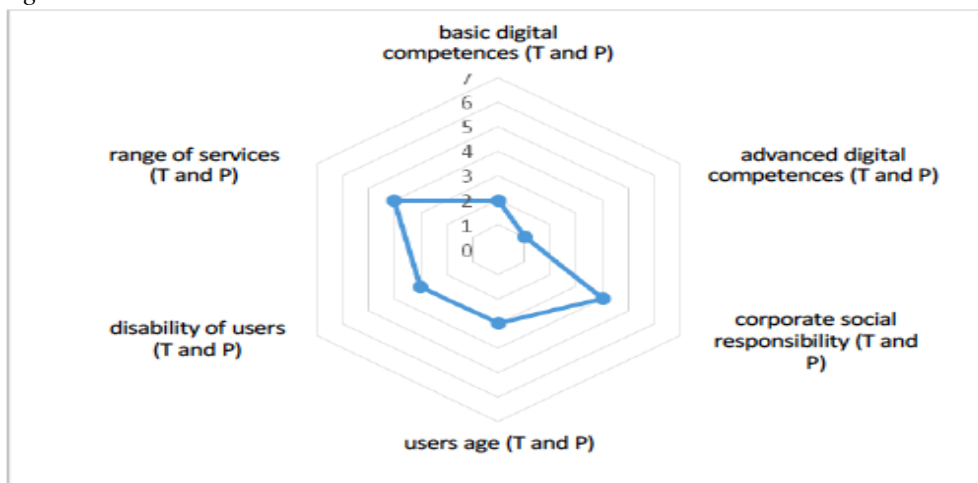 basic digital
competences (T and P)
7
6
5
4
3
2
1
0
advanced digital
competences (T and P)
corporate social
responsibility (T and
P)
users age (T and P)
disability of users
(T and P)
range of services
(T and P)